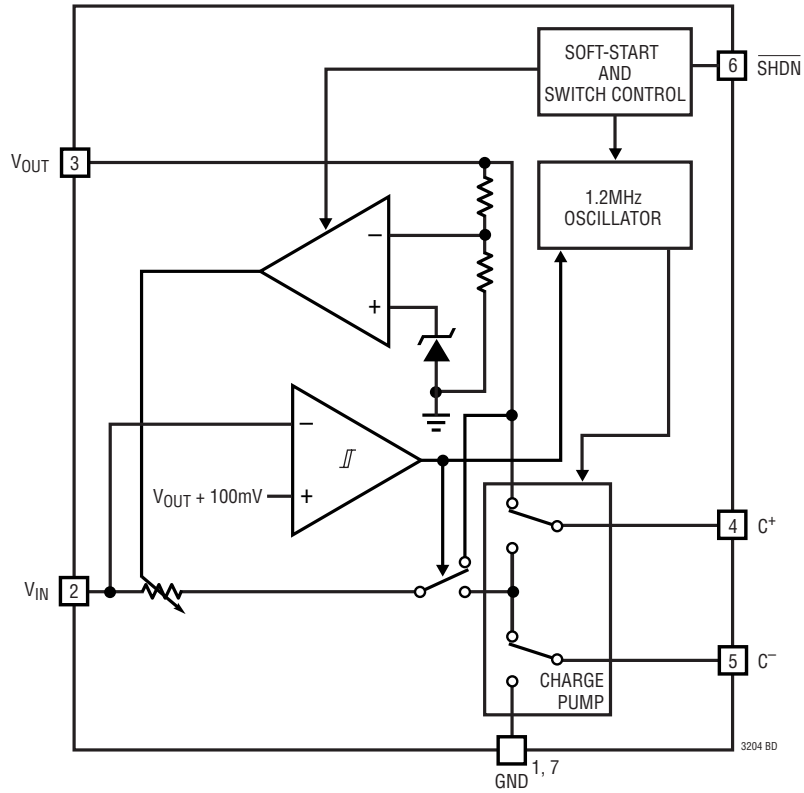 SOFT-START
AND
SWITCH CONTROL
6
SHDN
VOUT
3
1.2MHz
OSCILLATOR
−
+
−
VOUT + 100mV
+
4
C+
VIN
2
5
C−
CHARGE
PUMP
1, 7
GND
3204 BD